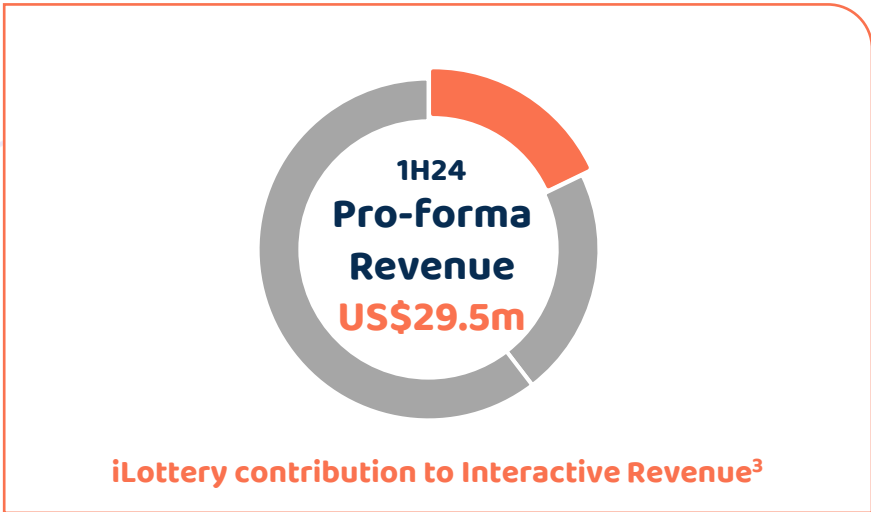 1H24
Pro-forma
Revenue
US$29.5m
iLottery contribution to Interactive Revenue³